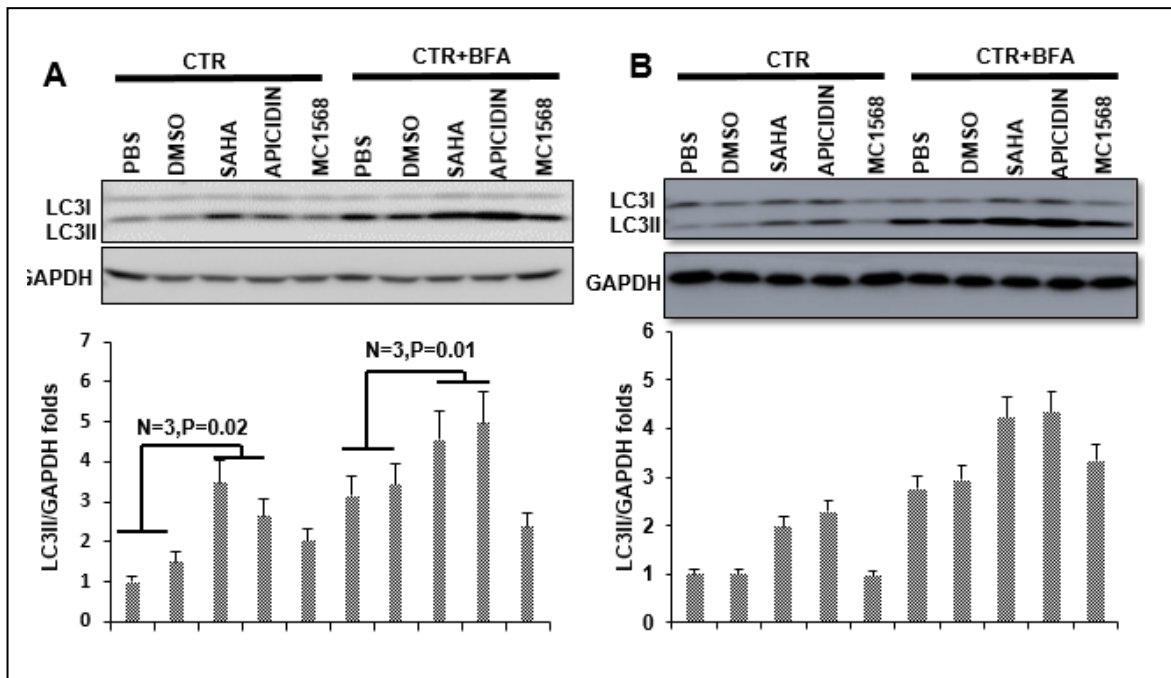 A
CTR
CTR+BFA
PBS
DMSO
SAHA
APICIDIN
MC1568
PBS
DMSO
SAHA
APICIDIN
MC1568
LC3I
LC3II
GAPDH
LC3II/GAPDH folds
7
6
5
4
3
2
1
0
N=3,P=0.02
N=3,P=0.01
B
CTR
CTR+BFA
PBS
DMSO
SAHA
APICIDIN
MC1568
PBS
DMSO
SAHA
APICIDIN
MC1568
LC3I
LC3II
GAPDH
LC3II/GAPDH folds
6
5
4
3
2
1
0